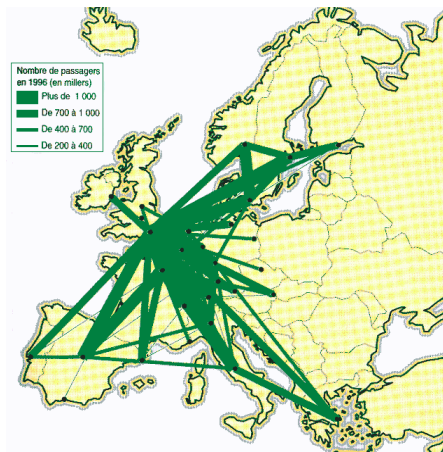 Nombre de passagers
en 1996 (en millers)
Plus de 1 000
De 700 à 1 000
De 400 à 700
De 200 à 400